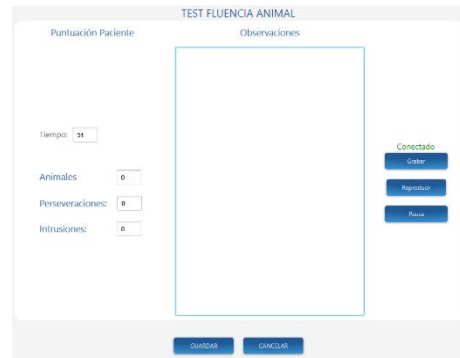 TEST FLUENCIA ANIMAL
Puntuación Paciente
Observaciones
Tiempo:
Animales 0
Perseveraciones: 0
Intrusiones: 0
Conectado
Grabar
Reproducir
Pausa
GUARDAR CANCELAR